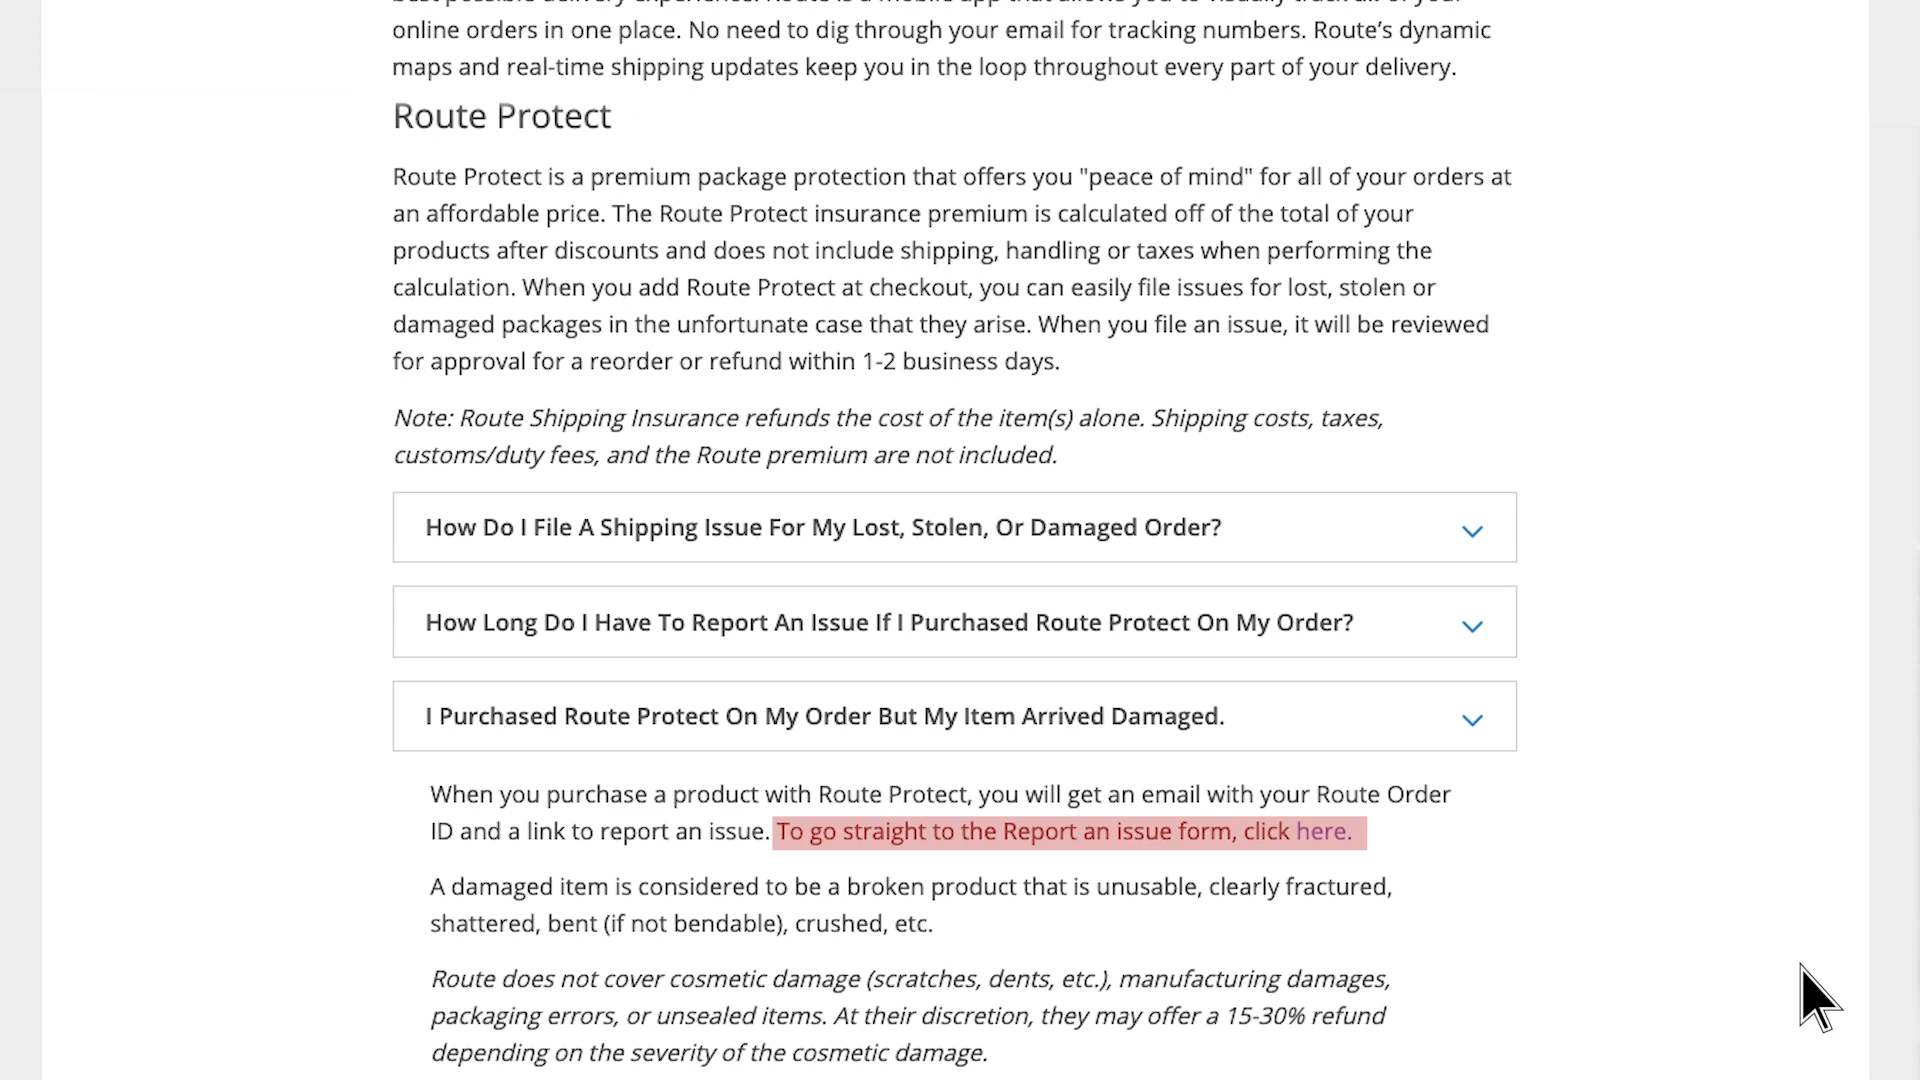 online orders in one place. No need to dig through your email for tracking numbers. Route’s dynamic
maps and real-time shipping updates keep you in the loop throughout every part of your delivery.
Route Protect
Route Protect is a premium package protection that offers you "peace of mind" for all of your orders at
an affordable price. The Route Protect insurance premium is calculated off of the total of your
products after discounts and does not include shipping, handling or taxes when performing the
calculation. When you add Route Protect at checkout, you can easily file issues for lost, stolen or
damaged packages in the unfortunate case that they arise. When you file an issue, it will be reviewed
for approval for a reorder or refund within 1-2 business days.
Note: Route Shipping Insurance refunds the cost of the item(s) alone. Shipping costs, taxes,
customs/duty fees, and the Route premium are not included.
How Do I File A Shipping Issue For My Lost, Stolen, Or Damaged Order?
How Long Do I Have To Report An Issue If I Purchased Route Protect On My Order?
I Purchased Route Protect On My Order But My Item Arrived Damaged.
When you purchase a product with Route Protect, you will get an email with your Route Order
ID and a link to report an issue. To go straight to the Report an issue form, click here.
A damaged item is considered to be a broken product that is unusable, clearly fractured,
shattered, bent (if not bendable), crushed, etc.
Route does not cover cosmetic damage (scratches, dents, etc.), manufacturing damages,
packaging errors, or unsealed items. At their discretion, they may offer a 15-30% refund
depending on the severity of the cosmetic damage.